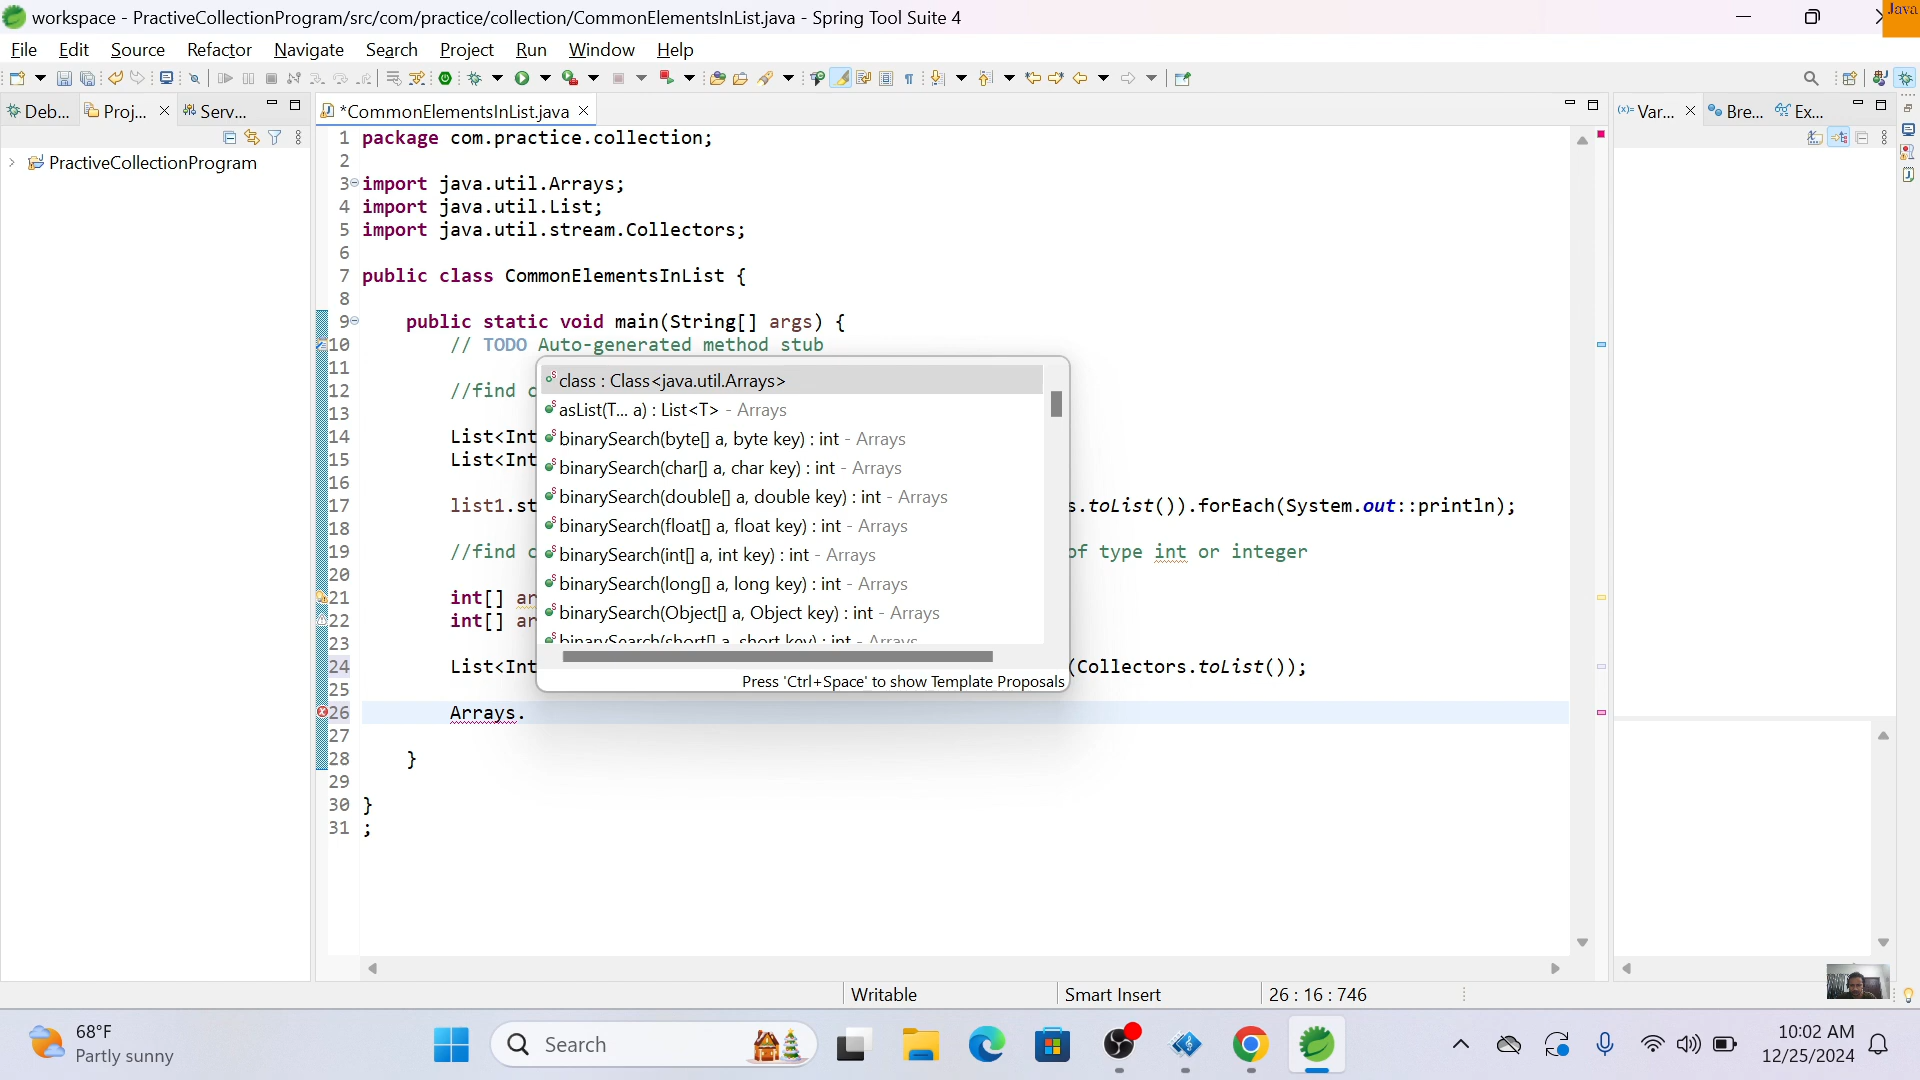 workspace - PractiveCollectionProgram/src/com/practice/collection/CommonElementsInList.java - Spring Tool Suite 4
Java
File Edit Source Refactor Navigate Search Project Run Window Help
Deb... Proj... Serv... *CommonElementsInList.java (x)= Var... Bre... Ex...
PractiveCollectionProgram
1 package com.practice.collection;
2
3 import java.util.Arrays;
4 import java.util.List;
5 import java.util.stream.Collectors;
6
7 public class CommonElementsInList {
8
9 public static void main(String[] args) {
10 // TODO Auto-generated method stub
11
12 //find c
13
14 List<Int
15 List<Int
16
17 list1.st s.toList()).forEach(System.out::println);
18
19 //find c of type int or integer
20
21 int[] ar
22 int[] ar
23
24 List<Int (Collectors.toList());
25
26 Arrays.
27
28 }
29
30 }
31 ;
class : Class<java.util.Arrays>
asList(T... a) : List<T> - Arrays
binarySearch(byte[] a, byte key) : int - Arrays
binarySearch(char[] a, char key) : int - Arrays
binarySearch(double[] a, double key) : int - Arrays
binarySearch(float[] a, float key) : int - Arrays
binarySearch(int[] a, int key) : int - Arrays
binarySearch(long[] a, long key) : int - Arrays
binarySearch(Object[] a, Object key) : int - Arrays
binarySearch(short[] a, short key) : int - Arrays
Press 'Ctrl+Space' to show Template Proposals
Writable Smart Insert 26 : 16 : 746
68°F
Partly sunny
Search
10:02 AM
12/25/2024